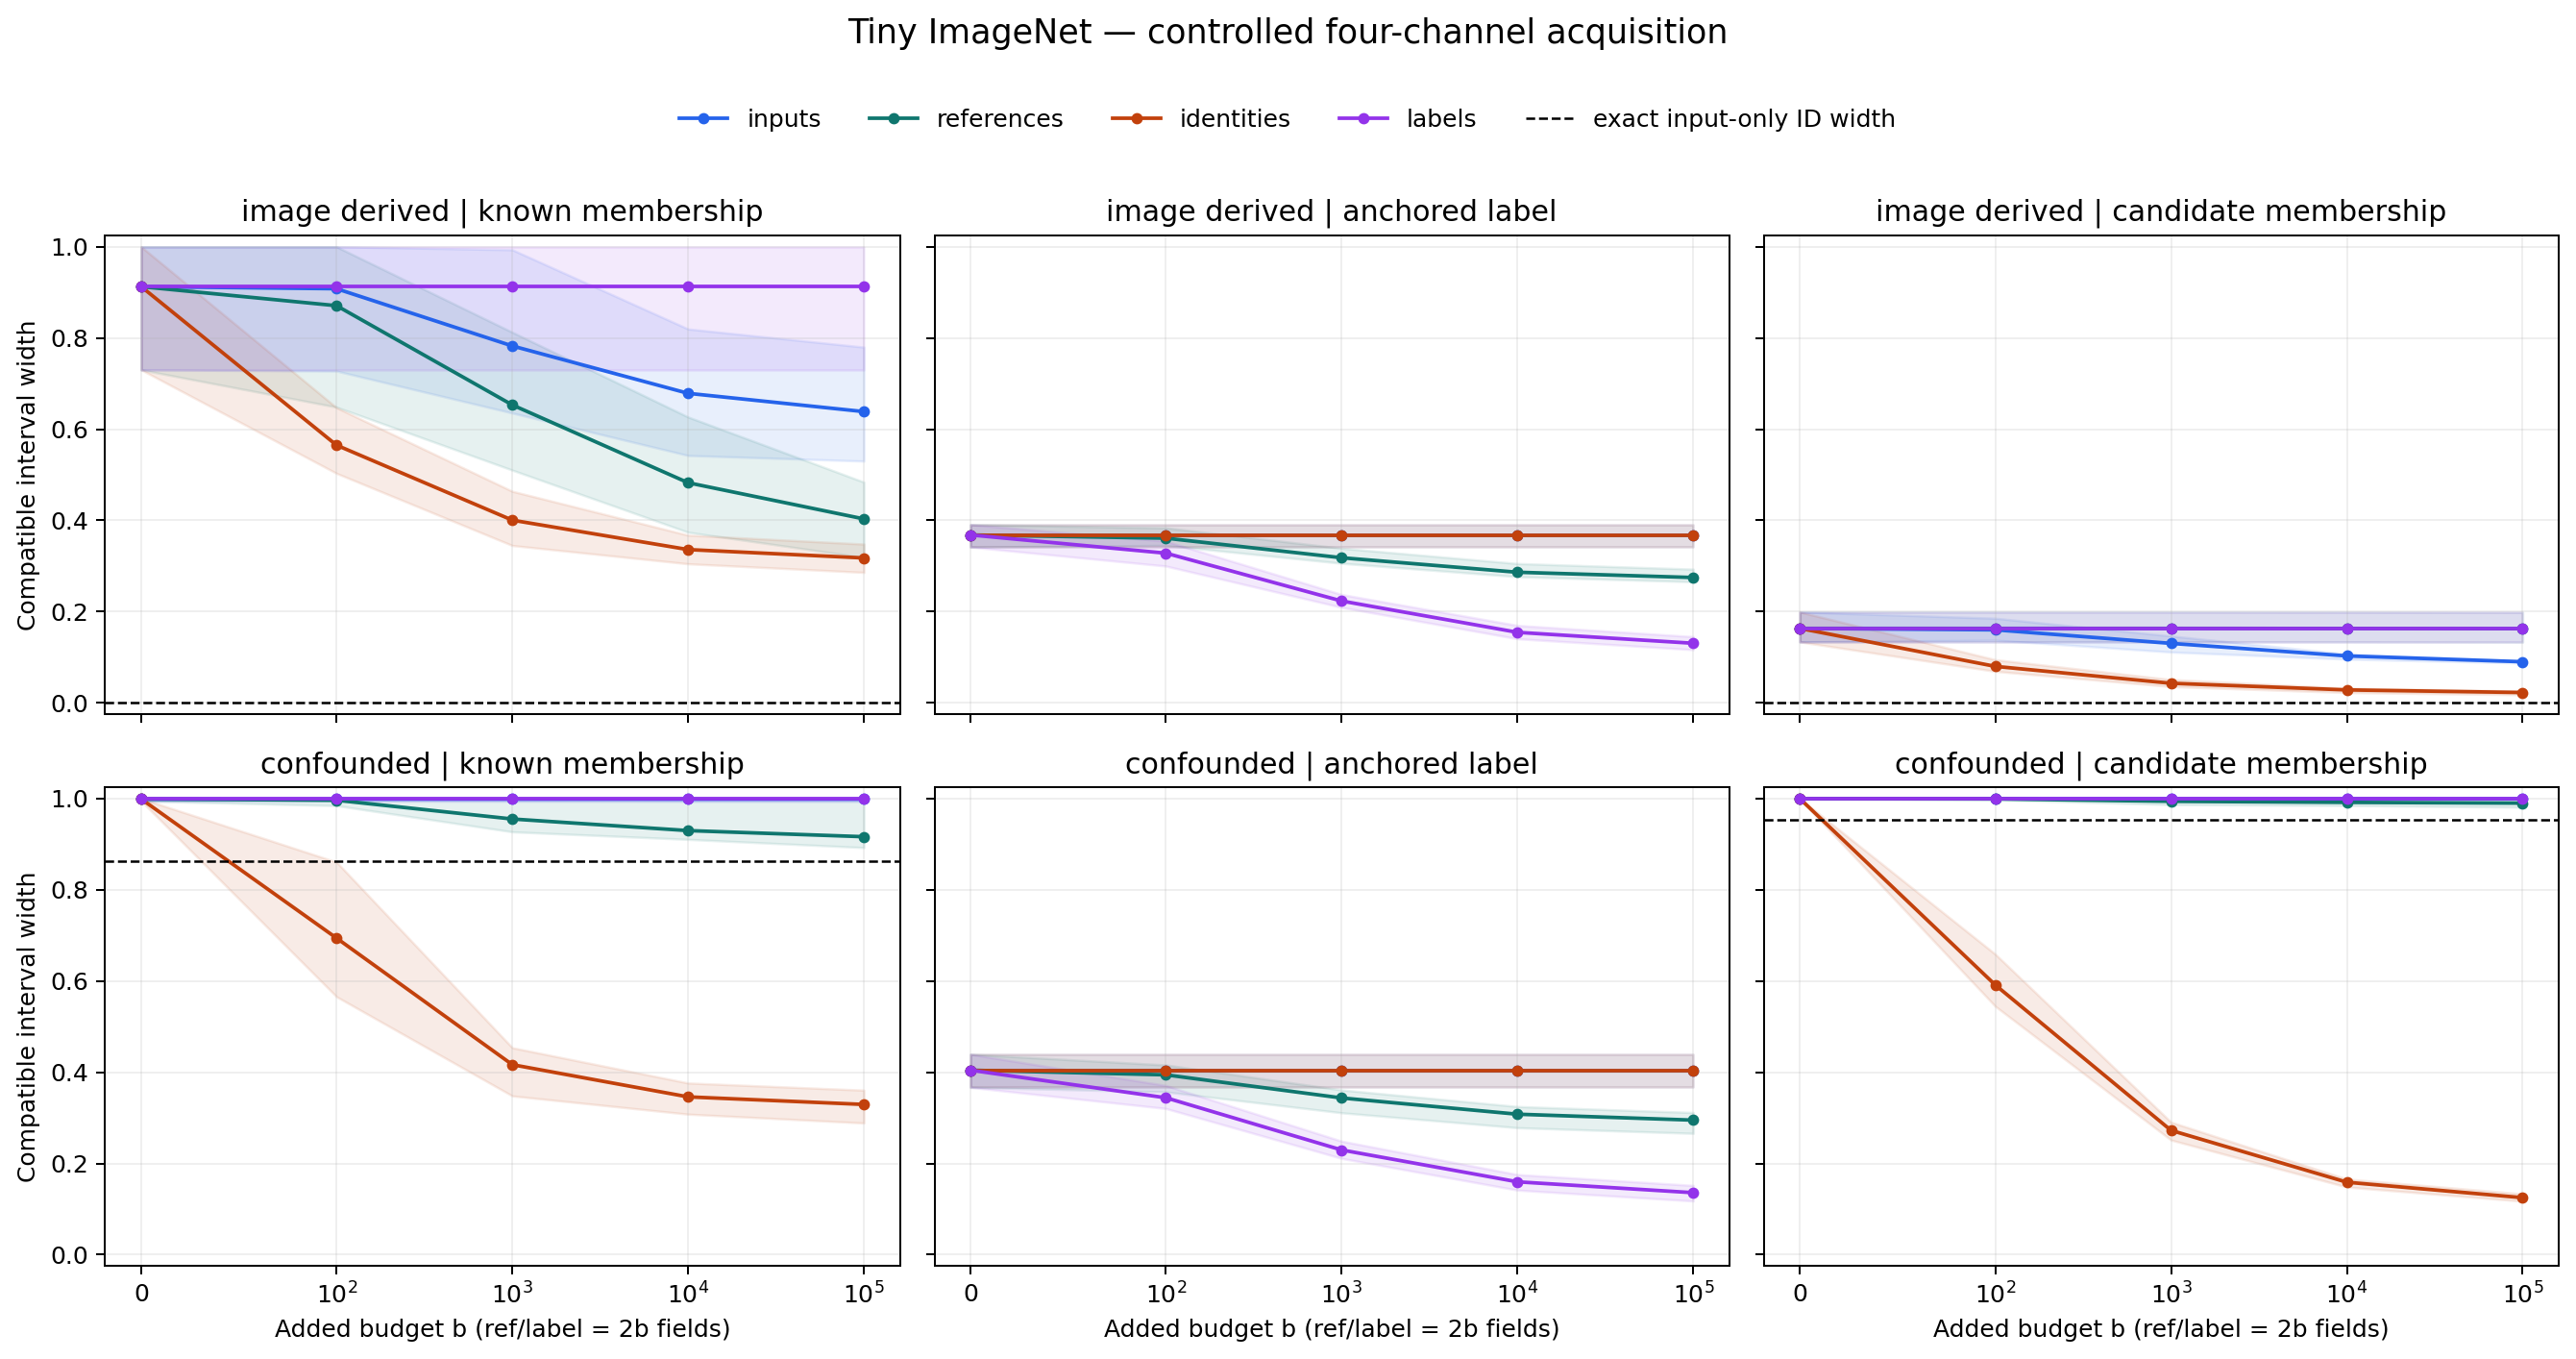 Tiny ImageNet — controlled four-channel acquisition
inputs references identities labels exact input-only ID width
image derived | known membership
image derived | anchored label
image derived | candidate membership
Compatible interval width
1.0
0.8
0.6
0.4
0.2
0.0
confounded | known membership
confounded | anchored label
confounded | candidate membership
Compatible interval width
1.0
0.8
0.6
0.4
0.2
0.0
0 10² 10³ 10⁴ 10⁵
0 10² 10³ 10⁴ 10⁵
0 10² 10³ 10⁴ 10⁵
Added budget b (ref/label = 2b fields)
Added budget b (ref/label = 2b fields)
Added budget b (ref/label = 2b fields)